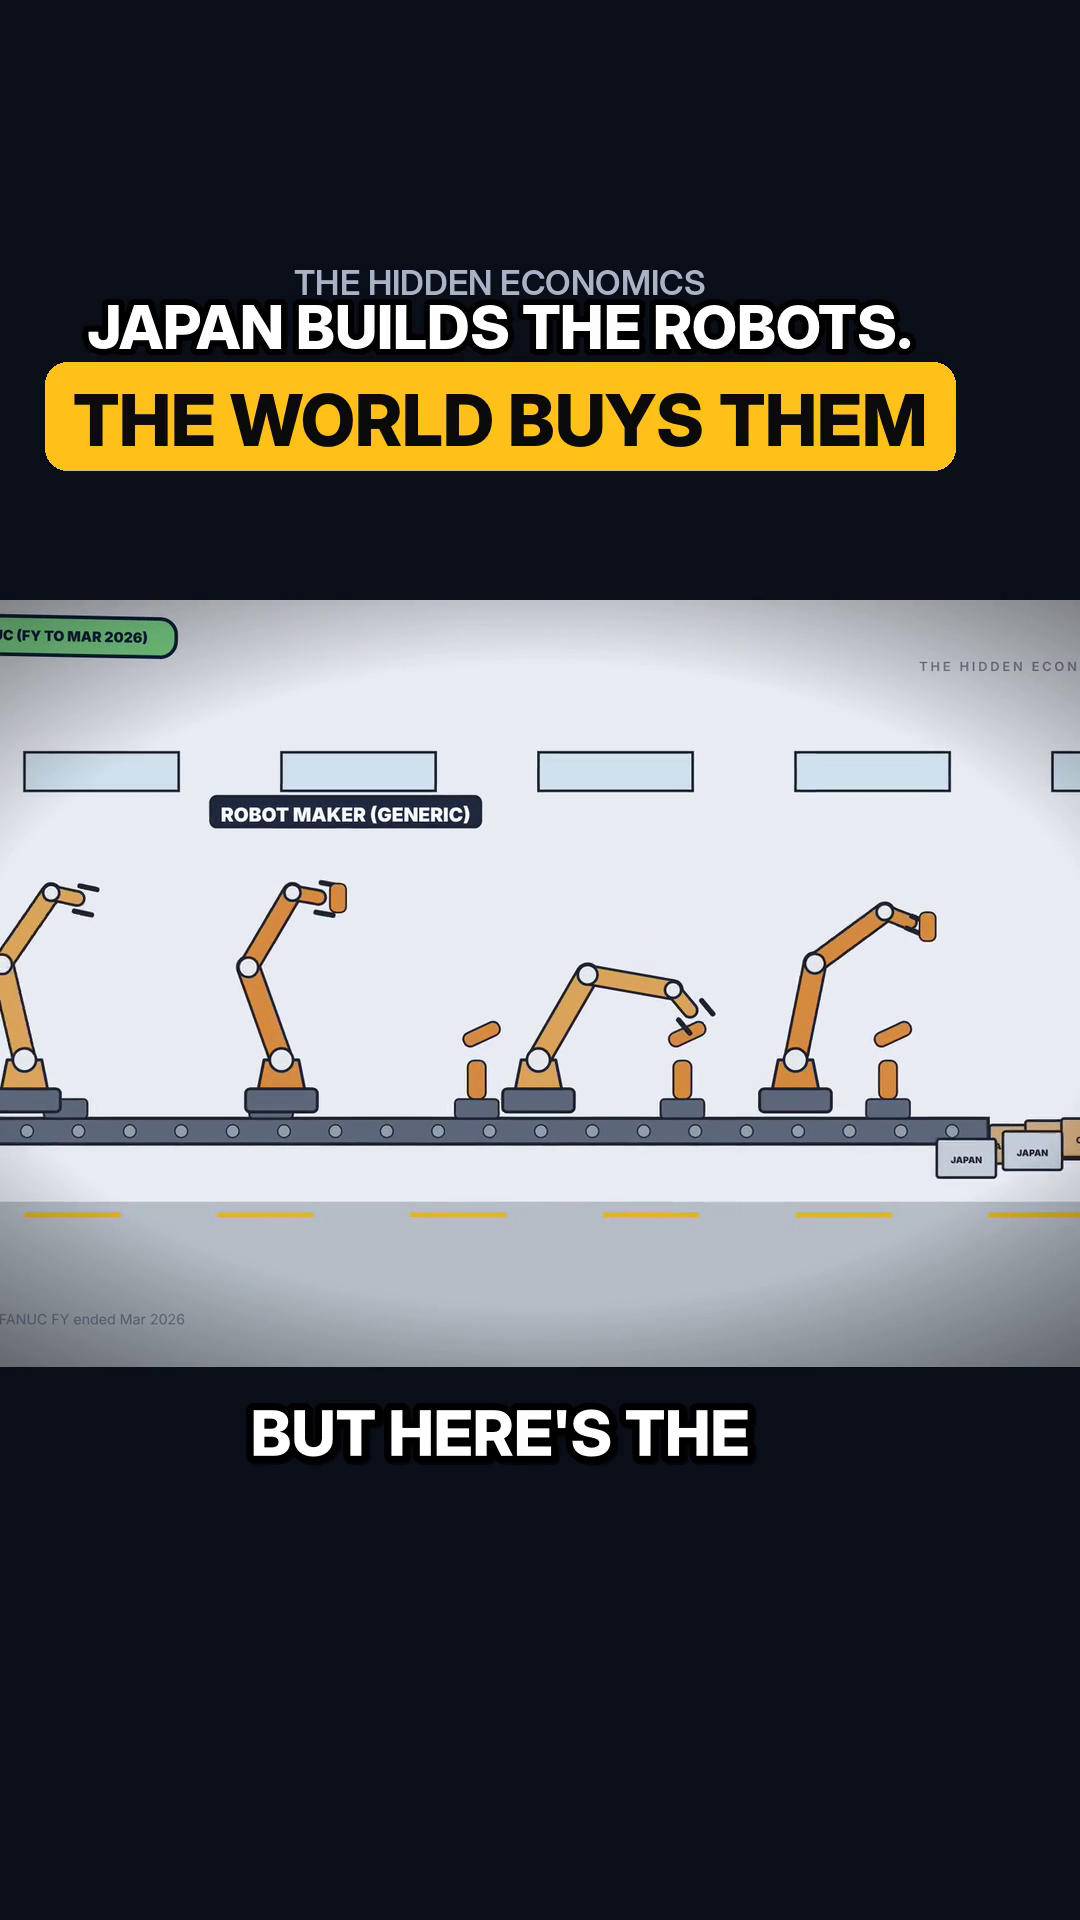 THE HIDDEN ECONOMICS
JAPAN BUILDS THE ROBOTS.
THE WORLD BUYS THEM
(FY TO MAR 2026)
THE HIDDEN
ROBOT MAKER (GENERIC)
JAPAN
JAPAN
FANUC FY ended Mar 2026
BUT HERE'S THE